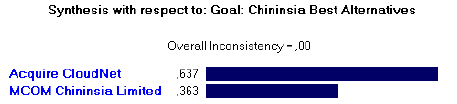 Synthesis with respect to: Goal: Chininsia Best Alternatives
Overall Inconsistency = ,00
Acquire CloudNet ,637
MCOM Chininsia Limited ,363